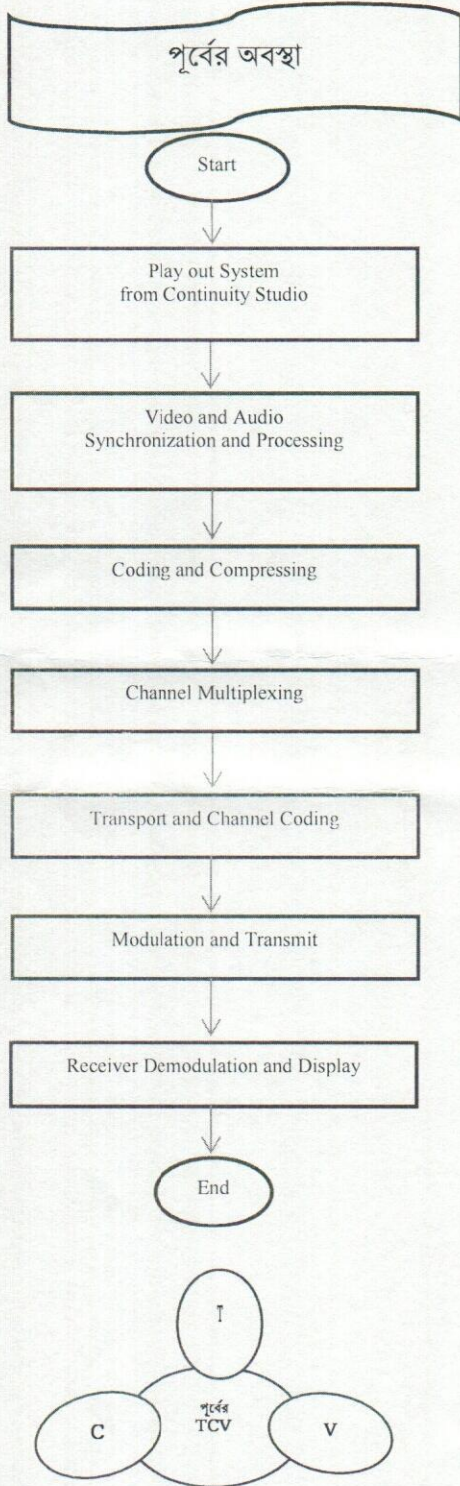 পূর্বের অবস্থা
Start
Play out System
from Continuity Studio
Video and Audio
Synchronization and Processing
Coding and Compressing
Channel Multiplexing
Transport and Channel Coding
Modulation and Transmit
Receiver Demodulation and Display
End
T
পূর্বের
TCV
C
V